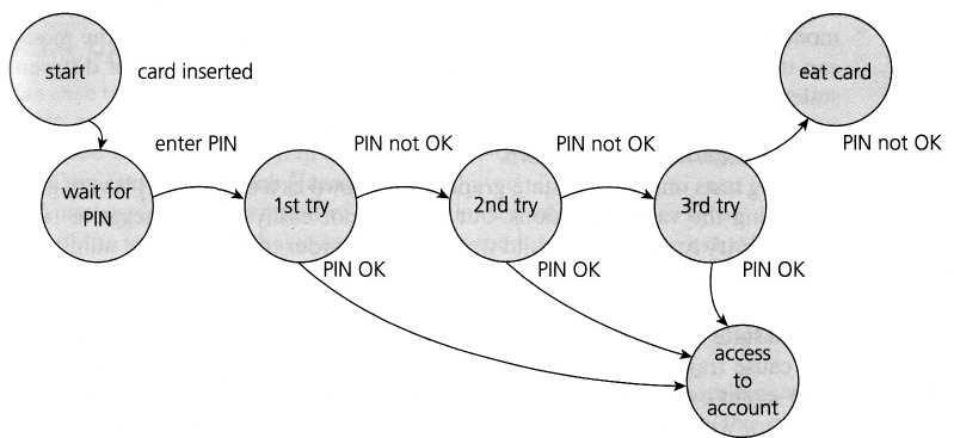 start
card inserted
eat card
enter PIN
PIN not OK
PIN not OK
PIN not OK
wait for
PIN
1st try
2nd try
3rd try
PIN OK
PIN OK
PIN OK
access
to
account